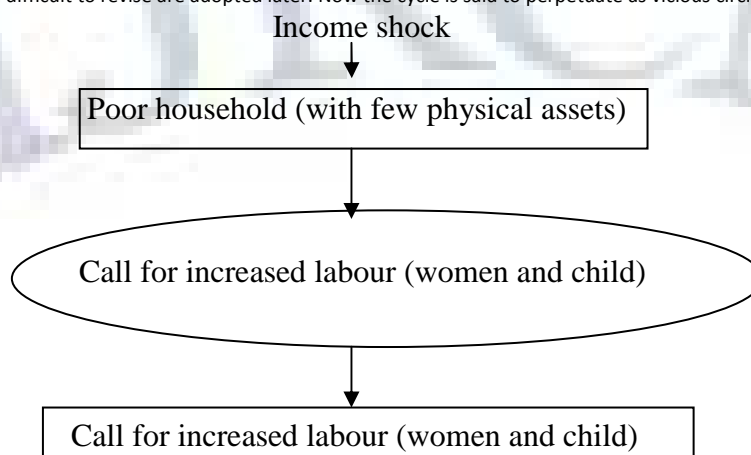 difficult to revise are adopted later. Now the cycle is said to perpetuate as vicious circl
Income shock
Poor household (with few physical assets)
Call for increased labour (women and child)
Call for increased labour (women and child)